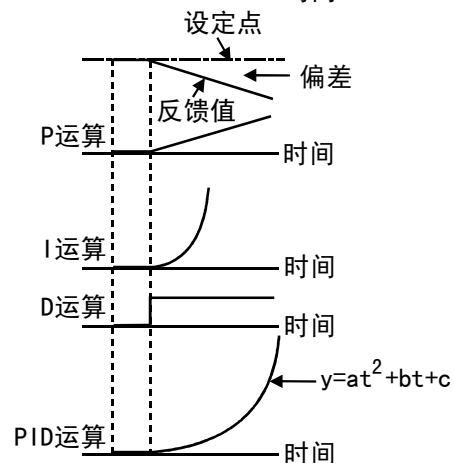 设定点
偏差
反馈值
P运算
时间
I运算
时间
D运算
时间
y=at²+bt+c
PID运算
时间